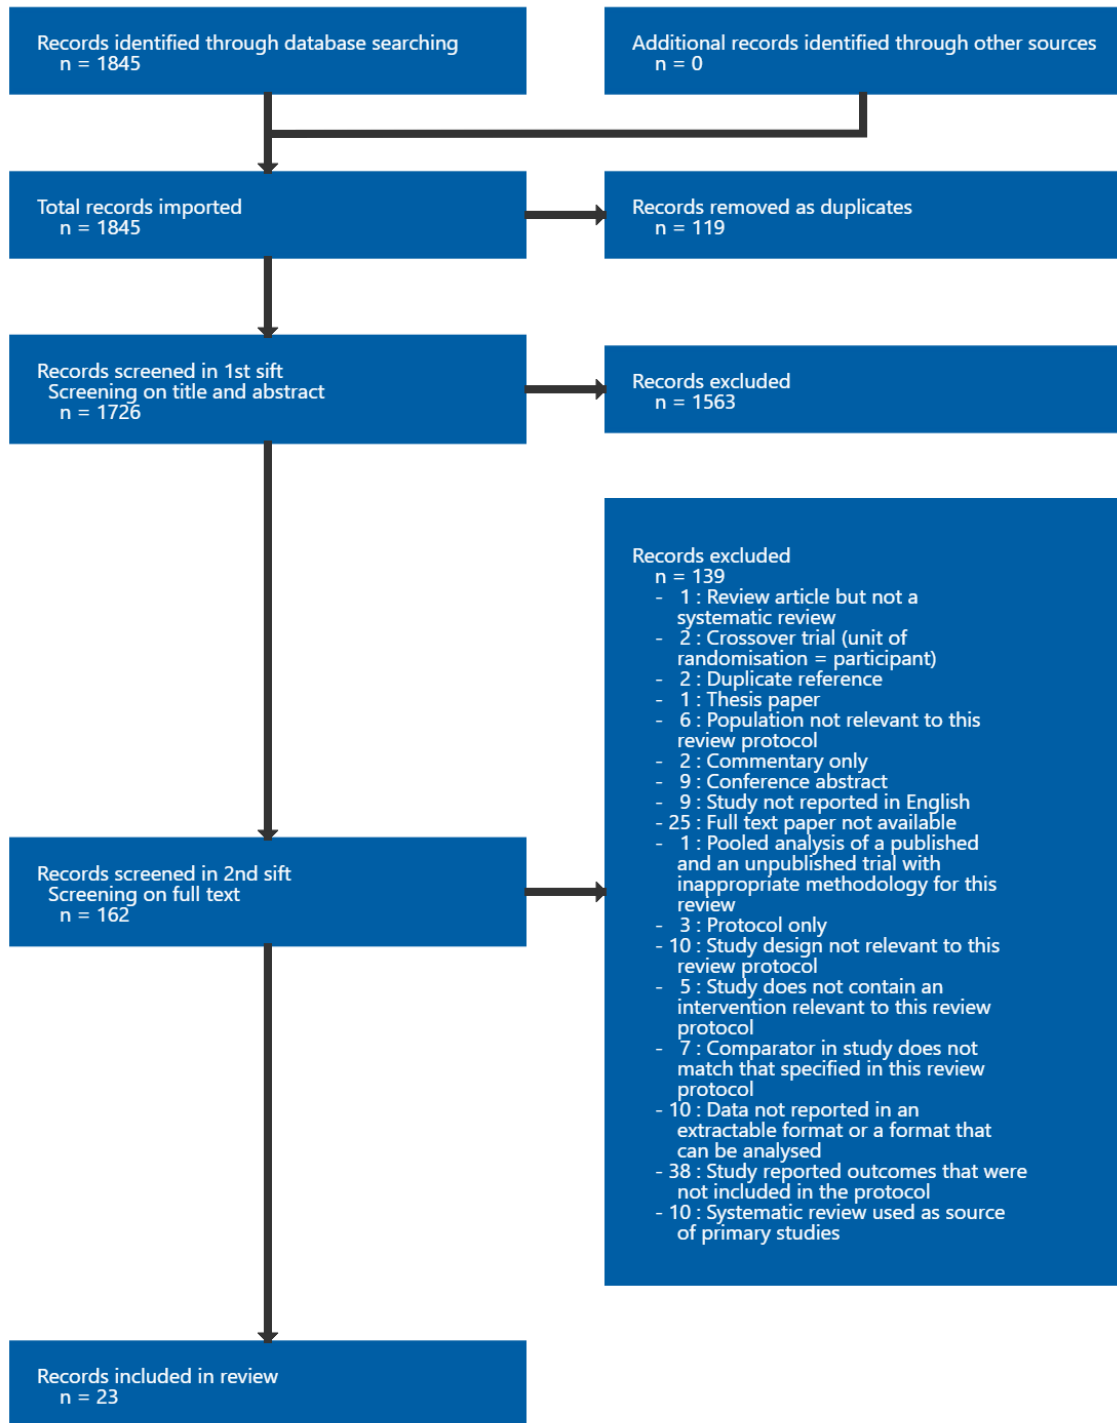 Records identified through database searching
n = 1845
Additional records identified through other sources
n = 0
Total records imported
n = 1845
Records removed as duplicates
n = 119
Records screened in 1st sift
Screening on title and abstract
n = 1726
Records excluded
n = 1563
Records screened in 2nd sift
Screening on full text
n = 162
Records excluded
n = 139
- 1 : Review article but not a
systematic review
- 2 : Crossover trial (unit of
randomisation = participant)
- 2 : Duplicate reference
- 1 : Thesis paper
- 6 : Population not relevant to this
review protocol
- 2 : Commentary only
- 9 : Conference abstract
- 9 : Study not reported in English
- 25 : Full text paper not available
- 1 : Pooled analysis of a published
and an unpublished trial with
inappropriate methodology for this
review
- 3 : Protocol only
- 10 : Study design not relevant to this
review protocol
- 5 : Study does not contain an
intervention relevant to this review
protocol
- 7 : Comparator in study does not
match that specified in this review
protocol
- 10 : Data not reported in an
extractable format or a format that
can be analysed
- 38 : Study reported outcomes that were
not included in the protocol
- 10 : Systematic review used as source
of primary studies
Records included in review
n = 23